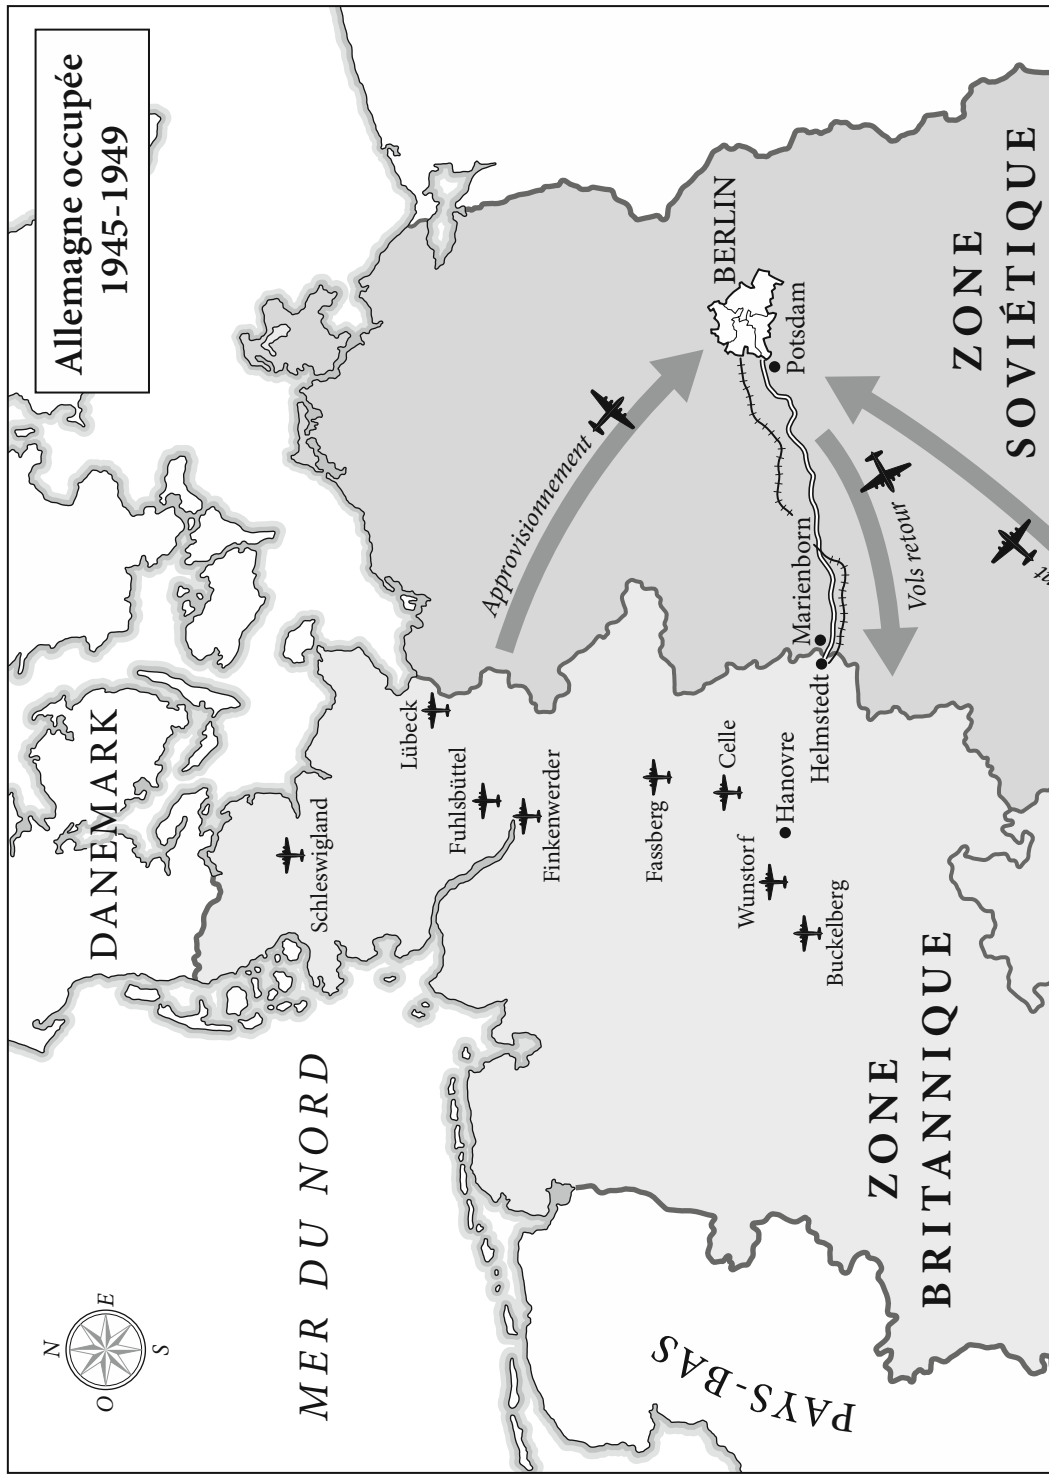 Allemagne occupée
1945-1949
N
O
E
S
DANEMARK
MER DU NORD
Schleswigland
Lübeck
Fuhlsbüttel
Finkenwerder
Approvisionnement
Fassberg
Celle
BERLIN
Potsdam
Wunstorf
Hanovre
Marienborn
Helmstedt
Buckelberg
Vols retour
PAYS-BAS
ZONE
BRITANNIQUE
ZONE
SOVIÉTIQUE